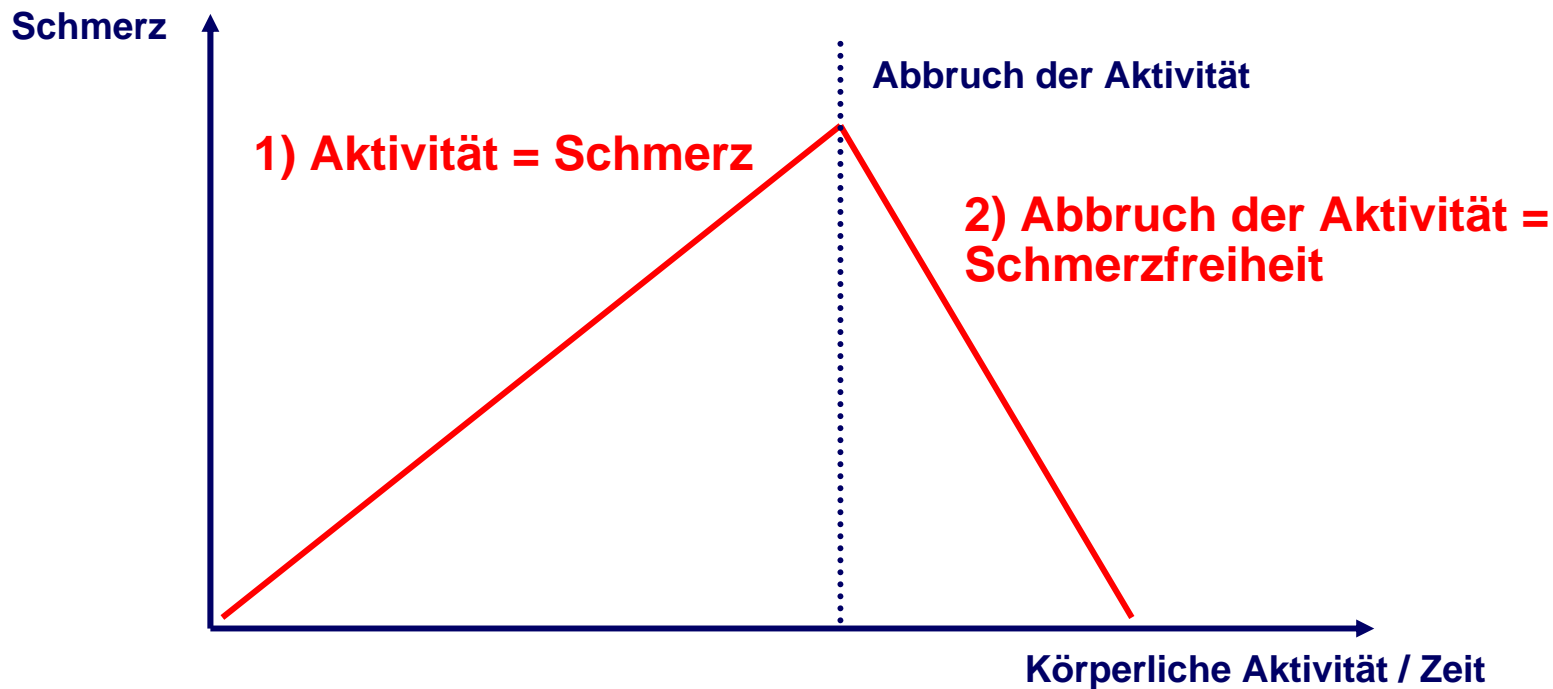 Schmerz
Abbruch der Aktivität
1) Aktivität = Schmerz
2) Abbruch der Aktivität =
Schmerzfreiheit
Körperliche Aktivität / Zeit